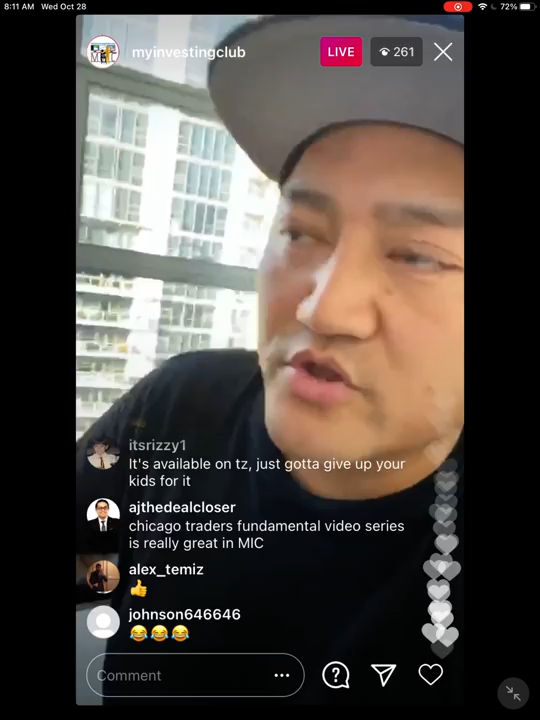 8:11 AM Wed Oct 28
72%
myinvestingclub
LIVE
261
itsrizzy1
It's available on tz, just gotta give up your
kids for it
ajthedealcloser
chicago traders fundamental video series
is really great in MIC
alex_temiz
👍
johnson646646
😂😂😂
Comment